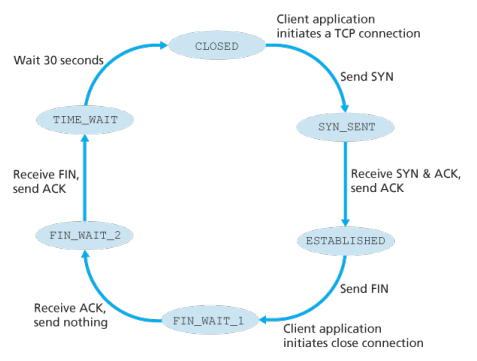 Client application
initiates a TCP connection
CLOSED
Wait 30 seconds
Send SYN
TIME_WAIT
SYN_SENT
Receive FIN,
send ACK
Receive SYN & ACK,
send ACK
FIN_WAIT_2
ESTABLISHED
Send FIN
Receive ACK,
send nothing
FIN_WAIT_1
Client application
initiates close connection